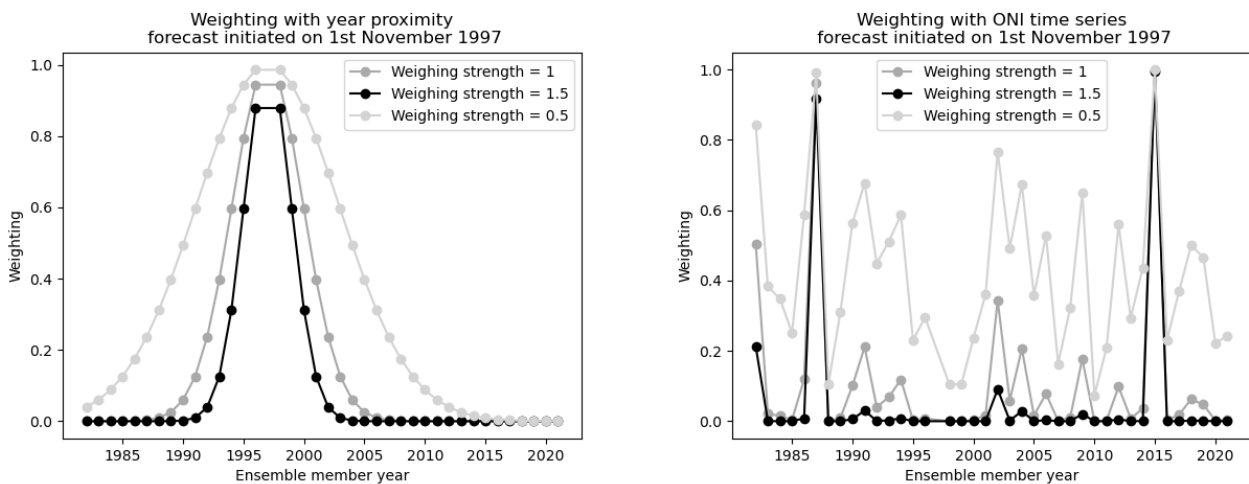 Weighting with year proximity
forecast initiated on 1st November 1997
Weighting
1.0
0.8
0.6
0.4
0.2
0.0
Weighing strength = 1
Weighing strength = 1.5
Weighing strength = 0.5
1985 1990 1995 2000 2005 2010 2015 2020
Ensemble member year
Weighting with ONI time series
forecast initiated on 1st November 1997
Weighting
1.0
0.8
0.6
0.4
0.2
0.0
Weighing strength = 1
Weighing strength = 1.5
Weighing strength = 0.5
1985 1990 1995 2000 2005 2010 2015 2020
Ensemble member year